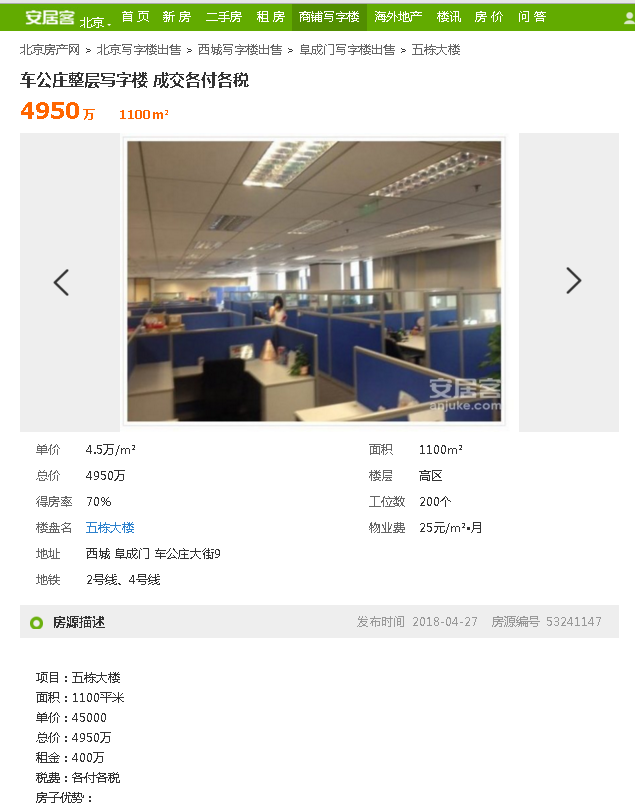 安居客 北京 首页 新房 二手房 租房 商铺写字楼 海外地产 楼讯 房价 问答
北京房产网 > 北京写字楼出售 > 西城写字楼出售 > 阜成门写字楼出售 > 五栋大楼
车公庄整层写字楼 成交各付各税
4950万 1100m²
安居客
anjuke.com
单价 4.5万/m² 面积 1100m²
总价 4950万 楼层 高区
得房率 70% 工位数 200个
楼盘名 五栋大楼 物业费 25元/m²•月
地址 西城 阜成门 车公庄大街9
地铁 2号线、4号线
房源描述 发布时间 2018-04-27 房源编号 53241147
项目：五栋大楼
面积：1100平米
单价：45000
总价：4950万
租金：400万
税费：各付各税
房子优势：